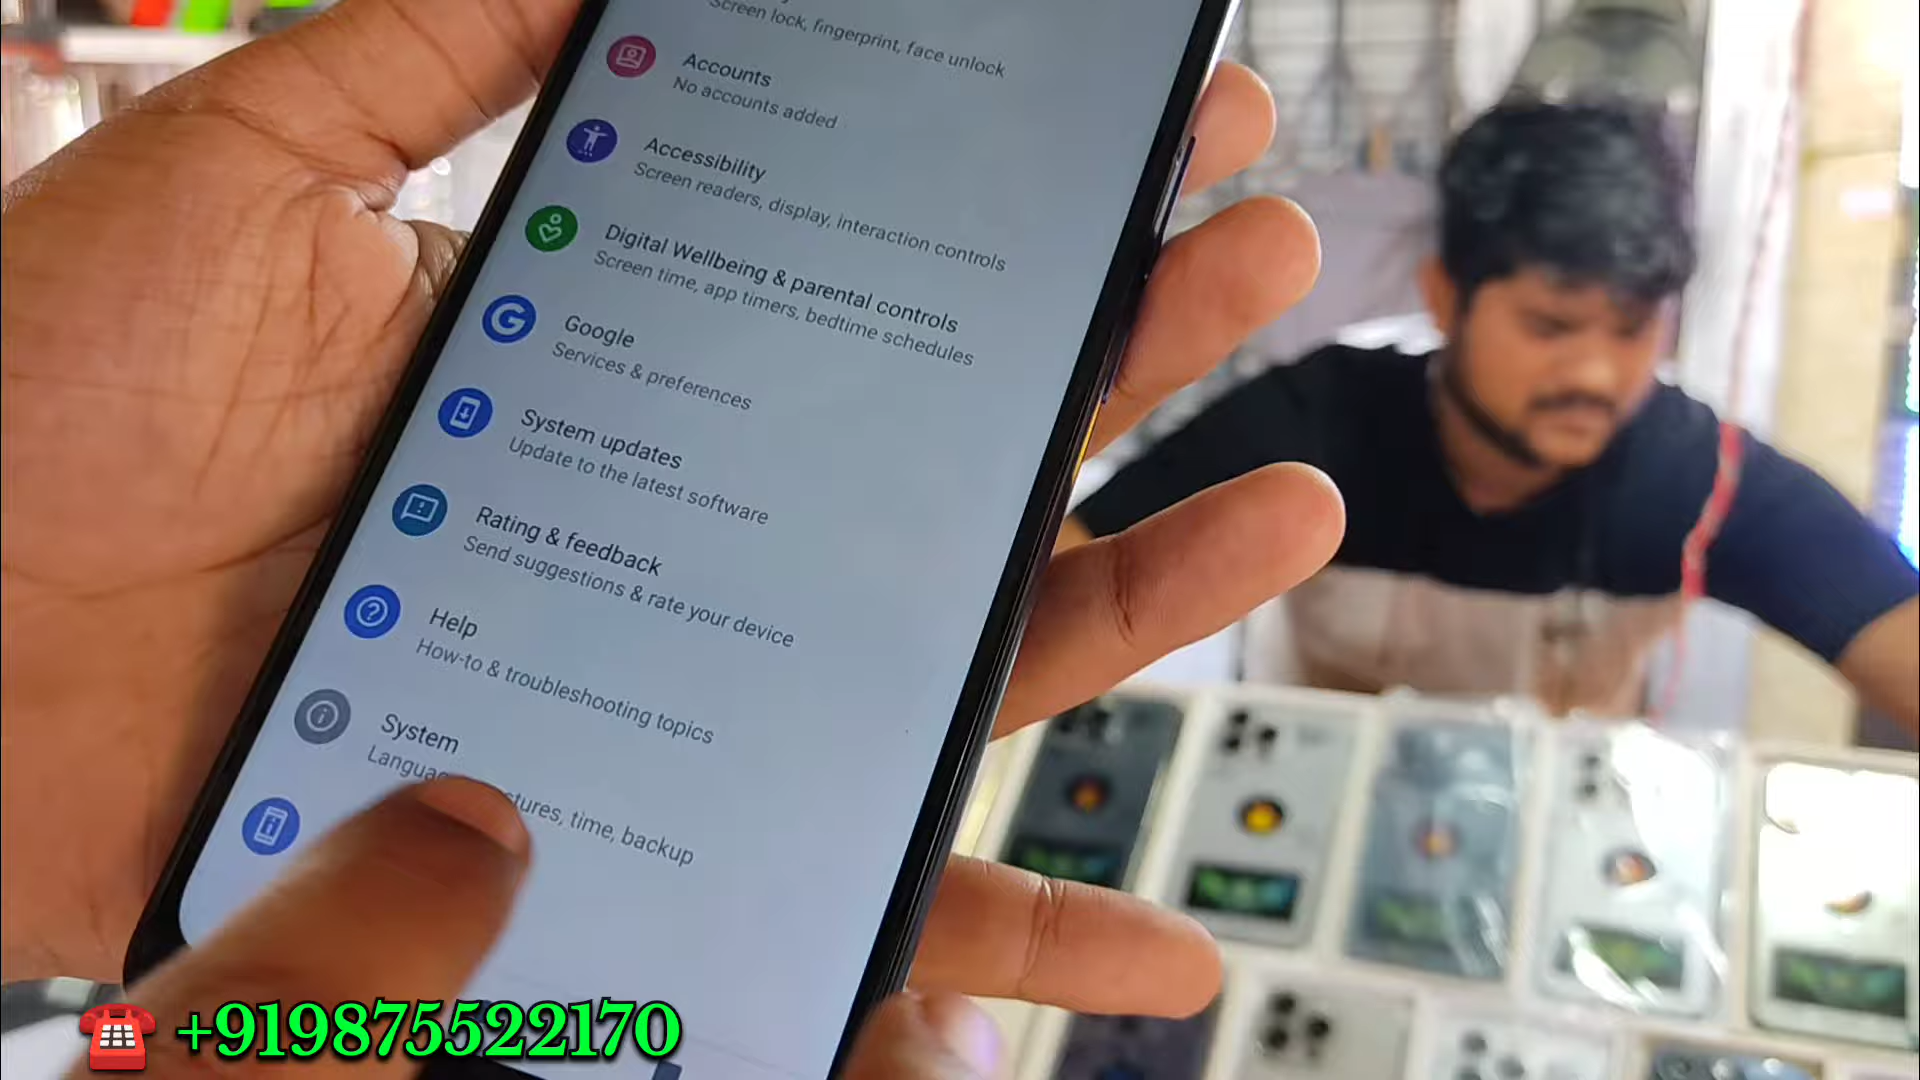 Screen lock, fingerprint, face unlock
Accounts
No accounts added
Accessibility
Screen readers, display, interaction controls
Digital Wellbeing & parental controls
Screen time, app timers, bedtime schedules
Google
Services & preferences
System updates
Update to the latest software
Rating & feedback
Send suggestions & rate your device
Help
How-to & troubleshooting topics
System
time, backup
+919875522170